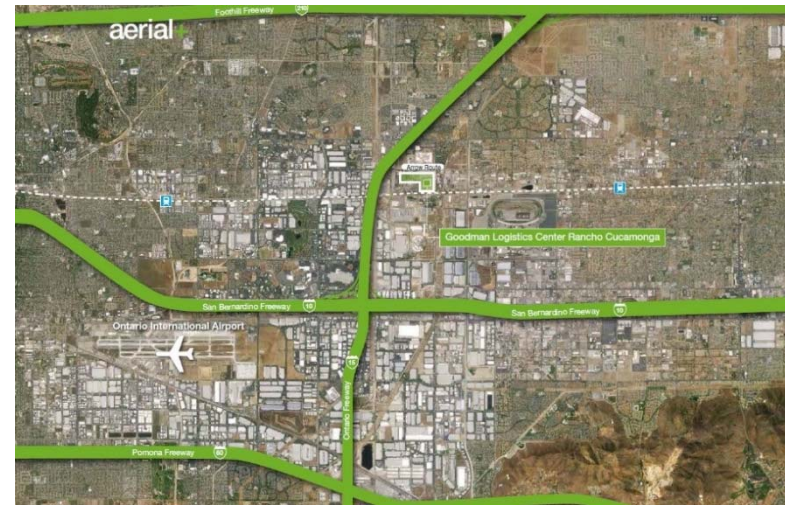 Foothill Freeway 210
aerial+
Arrow Route
Goodman Logistics Center Rancho Cucamonga
San Bernardino Freeway 10
San Bernardino Freeway 10
Ontario International Airport
15
Ontario Freeway
Pomona Freeway 60